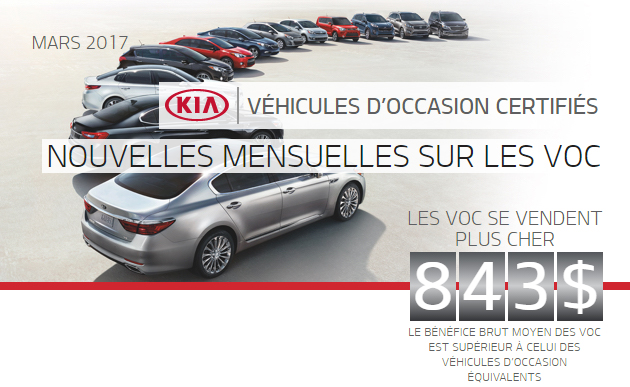 MARS 2017
KIA VÉHICULES D'OCCASION CERTIFIÉS
NOUVELLES MENSUELLES SUR LES VOC
LES VOC SE VENDENT
PLUS CHER
843$
LE BÉNÉFICE BRUT MOYEN DES VOC
EST SUPÉRIEUR À CELUI DES
VÉHICULES D'OCCASION
ÉQUIVALENTS